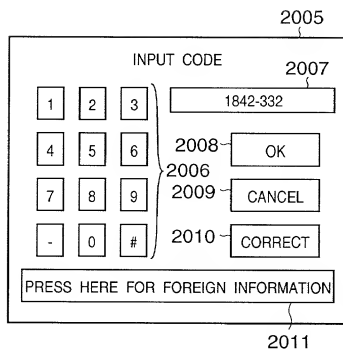 2005
INPUT CODE
2007
1 2 3
1842-332
2008
4 5 6
OK
2006
2009
7 8 9
CANCEL
2010
- 0 #
CORRECT
PRESS HERE FOR FOREIGN INFORMATION
2011